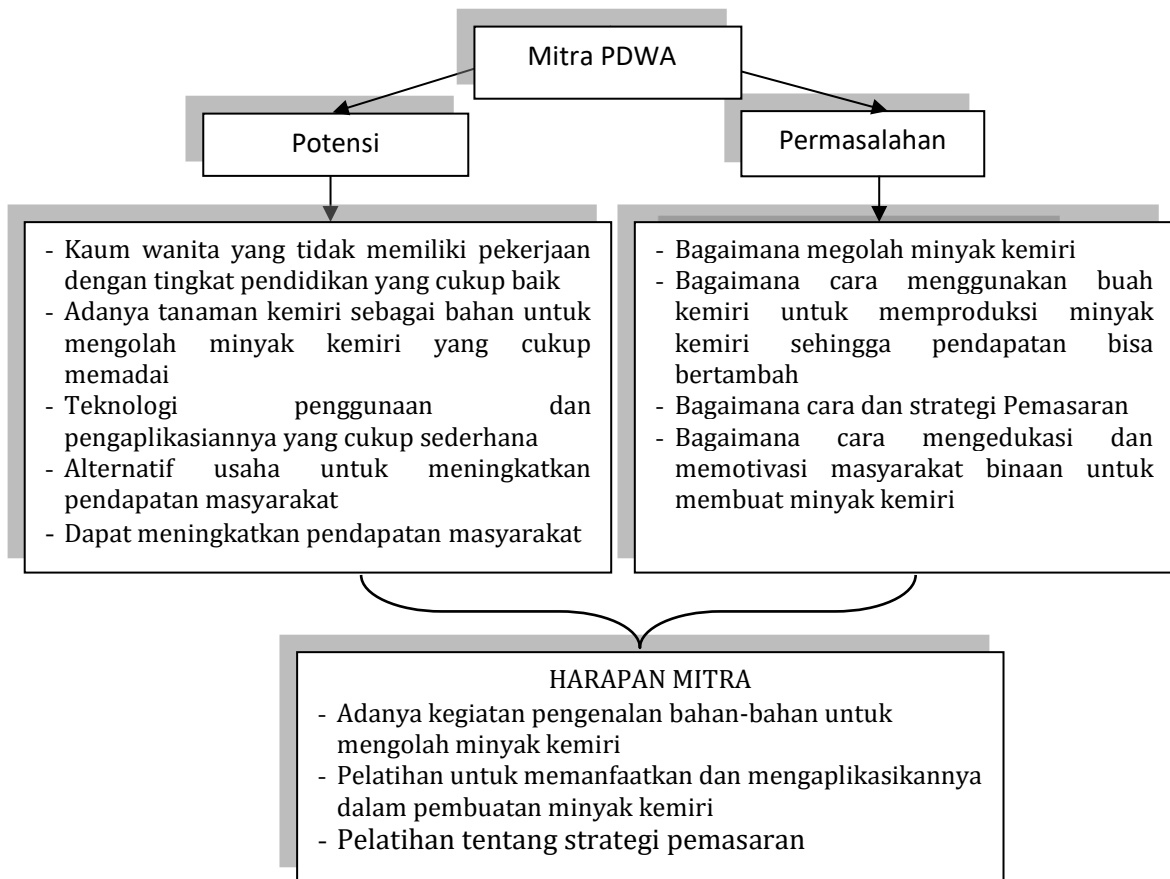 Mitra PDWA
Potensi
Permasalahan
- Kaum wanita yang tidak memiliki pekerjaan
dengan tingkat pendidikan yang cukup baik
- Adanya tanaman kemiri sebagai bahan untuk
mengolah minyak kemiri yang cukup
memadai
- Teknologi penggunaan dan
pengaplikasiannya yang cukup sederhana
- Alternatif usaha untuk meningkatkan
pendapatan masyarakat
- Dapat meningkatkan pendapatan masyarakat
- Bagaimana megolah minyak kemiri
- Bagaimana cara menggunakan buah
kemiri untuk memproduksi minyak
kemiri sehingga pendapatan bisa
bertambah
- Bagaimana cara dan strategi Pemasaran
- Bagaimana cara mengedukasi dan
memotivasi masyarakat binaan untuk
membuat minyak kemiri
HARAPAN MITRA
- Adanya kegiatan pengenalan bahan-bahan untuk
mengolah minyak kemiri
- Pelatihan untuk memanfaatkan dan mengaplikasikannya
dalam pembuatan minyak kemiri
- Pelatihan tentang strategi pemasaran